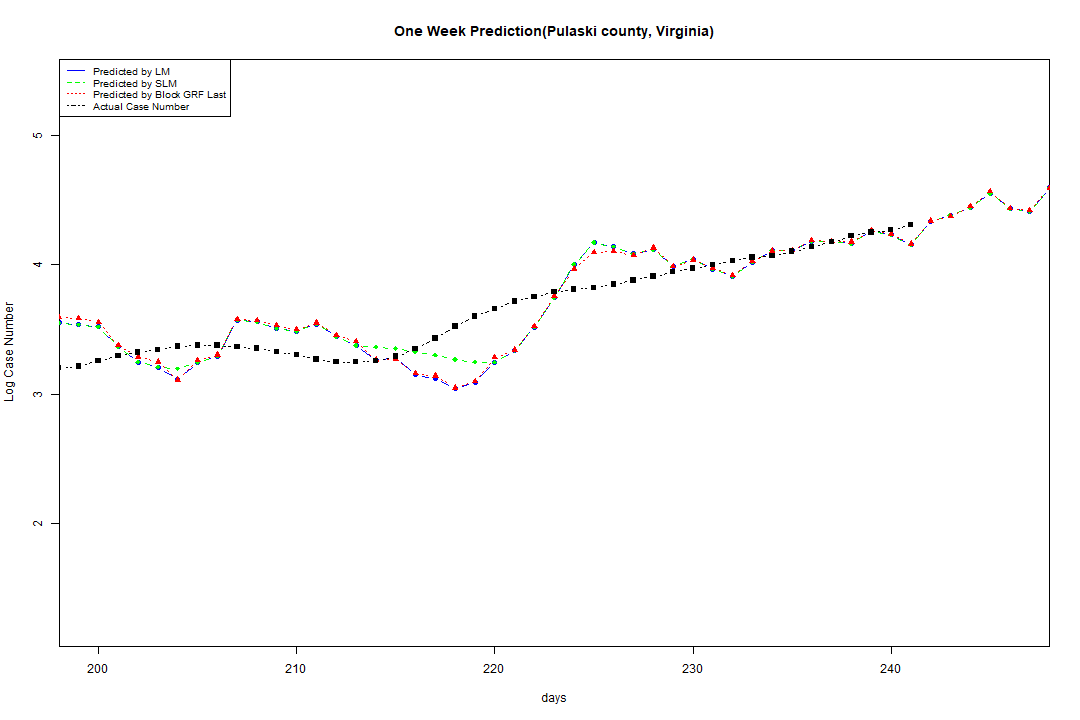 One Week Prediction(Pulaski county, Virginia)
Predicted by LM
Predicted by SLM
Predicted by Block GRF Last
Actual Case Number
5
4
3
2
Log Case Number
200 210 220 230 240
days